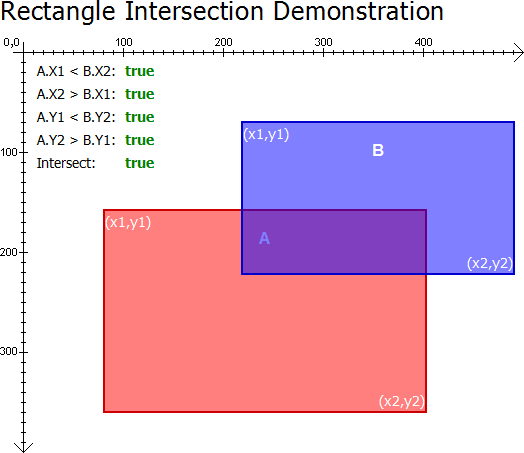 Rectangle Intersection Demonstration
0,0 100 200 300 400
A.X1 < B.X2: true
A.X2 > B.X1: true
A.Y1 < B.Y2: true
A.Y2 > B.Y1: true
Intersect: true
(x1,y1)
B
100
(x1,y1)
A
200
(x2,y2)
300
(x2,y2)